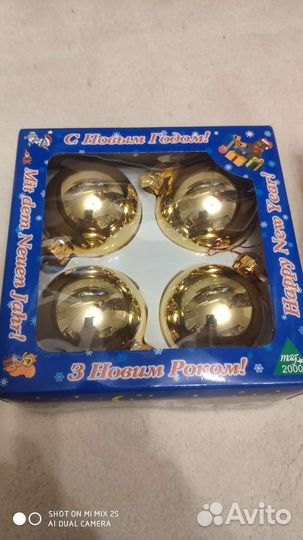 С Новым Годом!
Mit dem Neuen Jahr!
Happy New Year!
З Новим Роком!
mag
2000
SHOT ON MI MIX 2S
AI DUAL CAMERA
Avito